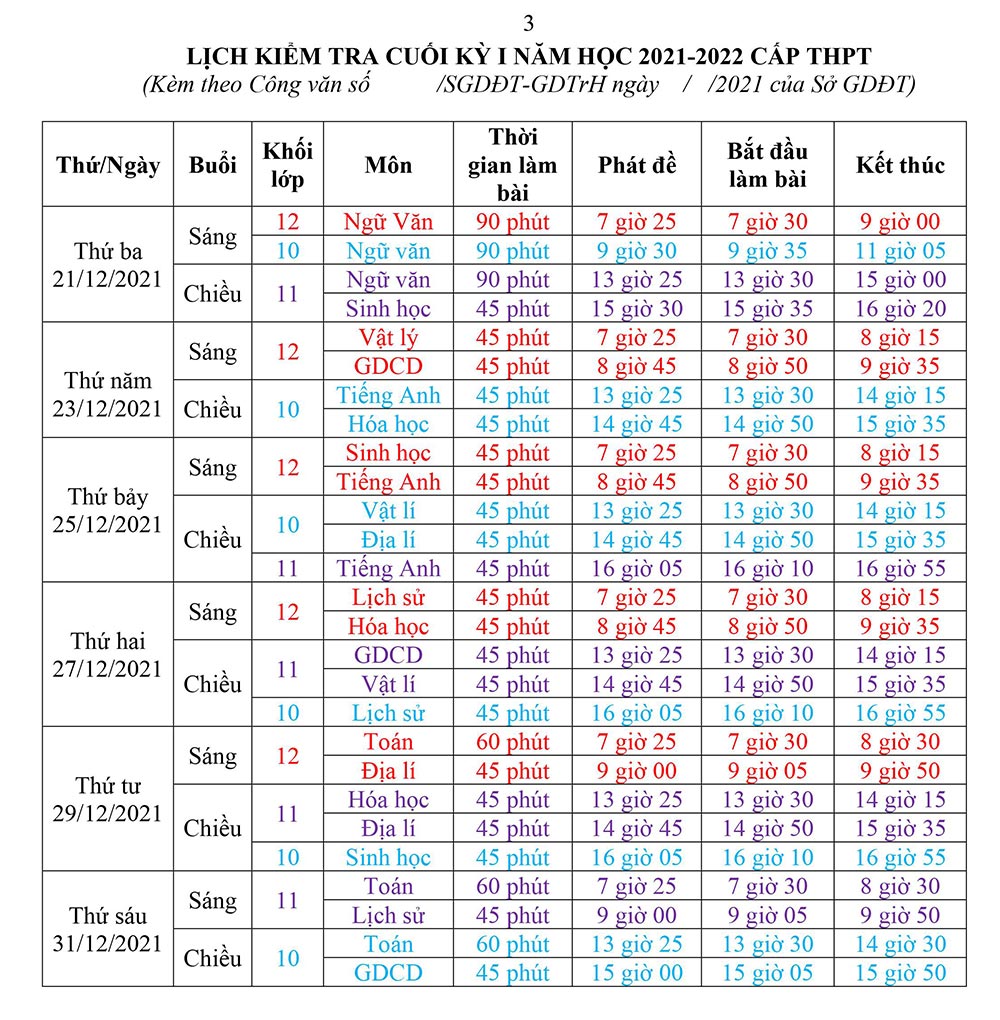 3
LỊCH KIỂM TRA CUỐI KỲ I NĂM HỌC 2021-2022 CẤP THPT
(Kèm theo Công văn số /SGDĐT-GDTrH ngày / /2021 của Sở GDĐT)
Thứ/Ngày Buổi Khối lớp Môn Thời gian làm bài Phát đề Bắt đầu làm bài Kết thúc
Thứ ba 21/12/2021 Sáng 12 Ngữ Văn 90 phút 7 giờ 25 7 giờ 30 9 giờ 00
10 Ngữ văn 90 phút 9 giờ 30 9 giờ 35 11 giờ 05
Chiều 11 Ngữ văn 90 phút 13 giờ 25 13 giờ 30 15 giờ 00
Sinh học 45 phút 15 giờ 30 15 giờ 35 16 giờ 20
Thứ năm 23/12/2021 Sáng 12 Vật lý 45 phút 7 giờ 25 7 giờ 30 8 giờ 15
GDCD 45 phút 8 giờ 45 8 giờ 50 9 giờ 35
Chiều 10 Tiếng Anh 45 phút 13 giờ 25 13 giờ 30 14 giờ 15
Hóa học 45 phút 14 giờ 45 14 giờ 50 15 giờ 35
Thứ bảy 25/12/2021 Sáng 12 Sinh học 45 phút 7 giờ 25 7 giờ 30 8 giờ 15
Tiếng Anh 45 phút 8 giờ 45 8 giờ 50 9 giờ 35
Chiều 10 Vật lí 45 phút 13 giờ 25 13 giờ 30 14 giờ 15
Địa lí 45 phút 14 giờ 45 14 giờ 50 15 giờ 35
11 Tiếng Anh 45 phút 16 giờ 05 16 giờ 10 16 giờ 55
Thứ hai 27/12/2021 Sáng 12 Lịch sử 45 phút 7 giờ 25 7 giờ 30 8 giờ 15
Hóa học 45 phút 8 giờ 45 8 giờ 50 9 giờ 35
Chiều 11 GDCD 45 phút 13 giờ 25 13 giờ 30 14 giờ 15
Vật lí 45 phút 14 giờ 45 14 giờ 50 15 giờ 35
10 Lịch sử 45 phút 16 giờ 05 16 giờ 10 16 giờ 55
Thứ tư 29/12/2021 Sáng 12 Toán 60 phút 7 giờ 25 7 giờ 30 8 giờ 30
Địa lí 45 phút 9 giờ 00 9 giờ 05 9 giờ 50
Chiều 11 Hóa học 45 phút 13 giờ 25 13 giờ 30 14 giờ 15
Địa lí 45 phút 14 giờ 45 14 giờ 50 15 giờ 35
10 Sinh học 45 phút 16 giờ 05 16 giờ 10 16 giờ 55
Thứ sáu 31/12/2021 Sáng 11 Toán 60 phút 7 giờ 25 7 giờ 30 8 giờ 30
Lịch sử 45 phút 9 giờ 00 9 giờ 05 9 giờ 50
Chiều 10 Toán 60 phút 13 giờ 25 13 giờ 30 14 giờ 30
GDCD 45 phút 15 giờ 00 15 giờ 05 15 giờ 50